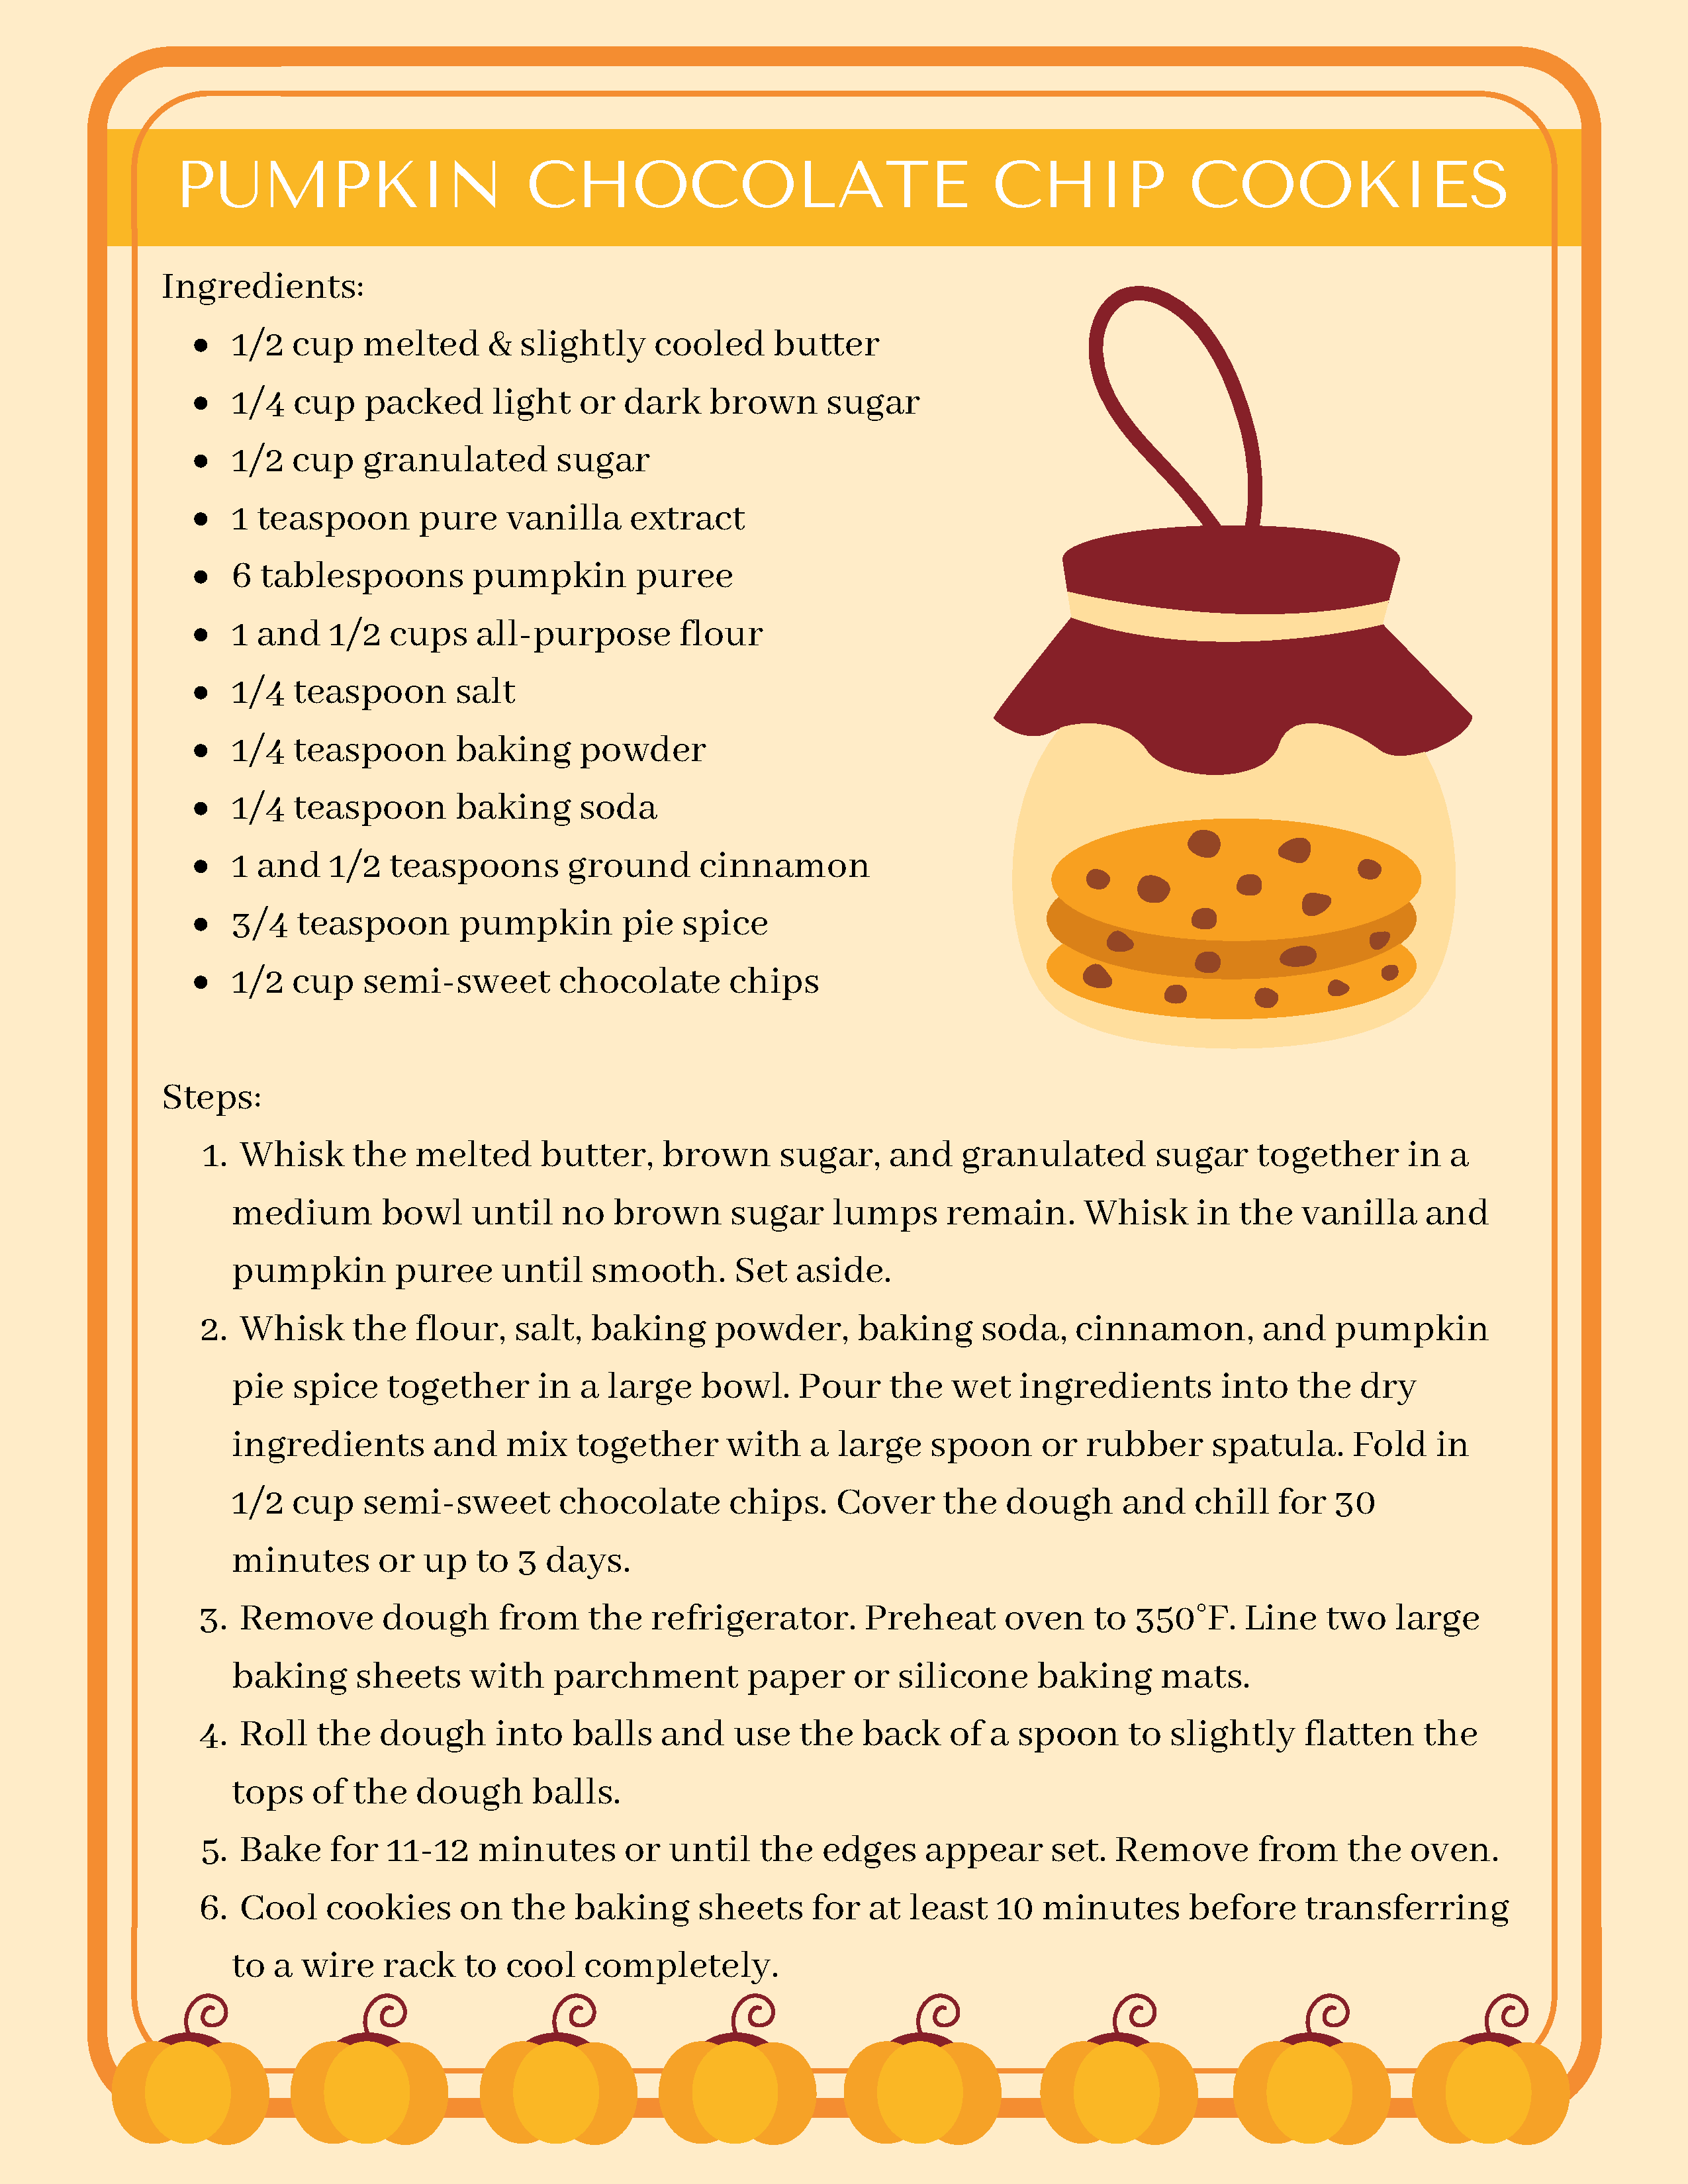 PUMPKIN CHOCOLATE CHIP COOKIES
Ingredients:
• 1/2 cup melted & slightly cooled butter
• 1/4 cup packed light or dark brown sugar
• 1/2 cup granulated sugar
• 1 teaspoon pure vanilla extract
• 6 tablespoons pumpkin puree
• 1 and 1/2 cups all-purpose flour
• 1/4 teaspoon salt
• 1/4 teaspoon baking powder
• 1/4 teaspoon baking soda
• 1 and 1/2 teaspoons ground cinnamon
• 3/4 teaspoon pumpkin pie spice
• 1/2 cup semi-sweet chocolate chips
Steps:
1. Whisk the melted butter, brown sugar, and granulated sugar together in a
medium bowl until no brown sugar lumps remain. Whisk in the vanilla and
pumpkin puree until smooth. Set aside.
2. Whisk the flour, salt, baking powder, baking soda, cinnamon, and pumpkin
pie spice together in a large bowl. Pour the wet ingredients into the dry
ingredients and mix together with a large spoon or rubber spatula. Fold in
1/2 cup semi-sweet chocolate chips. Cover the dough and chill for 30
minutes or up to 3 days.
3. Remove dough from the refrigerator. Preheat oven to 350°F. Line two large
baking sheets with parchment paper or silicone baking mats.
4. Roll the dough into balls and use the back of a spoon to slightly flatten the
tops of the dough balls.
5. Bake for 11-12 minutes or until the edges appear set. Remove from the oven.
6. Cool cookies on the baking sheets for at least 10 minutes before transferring
to a wire rack to cool completely.